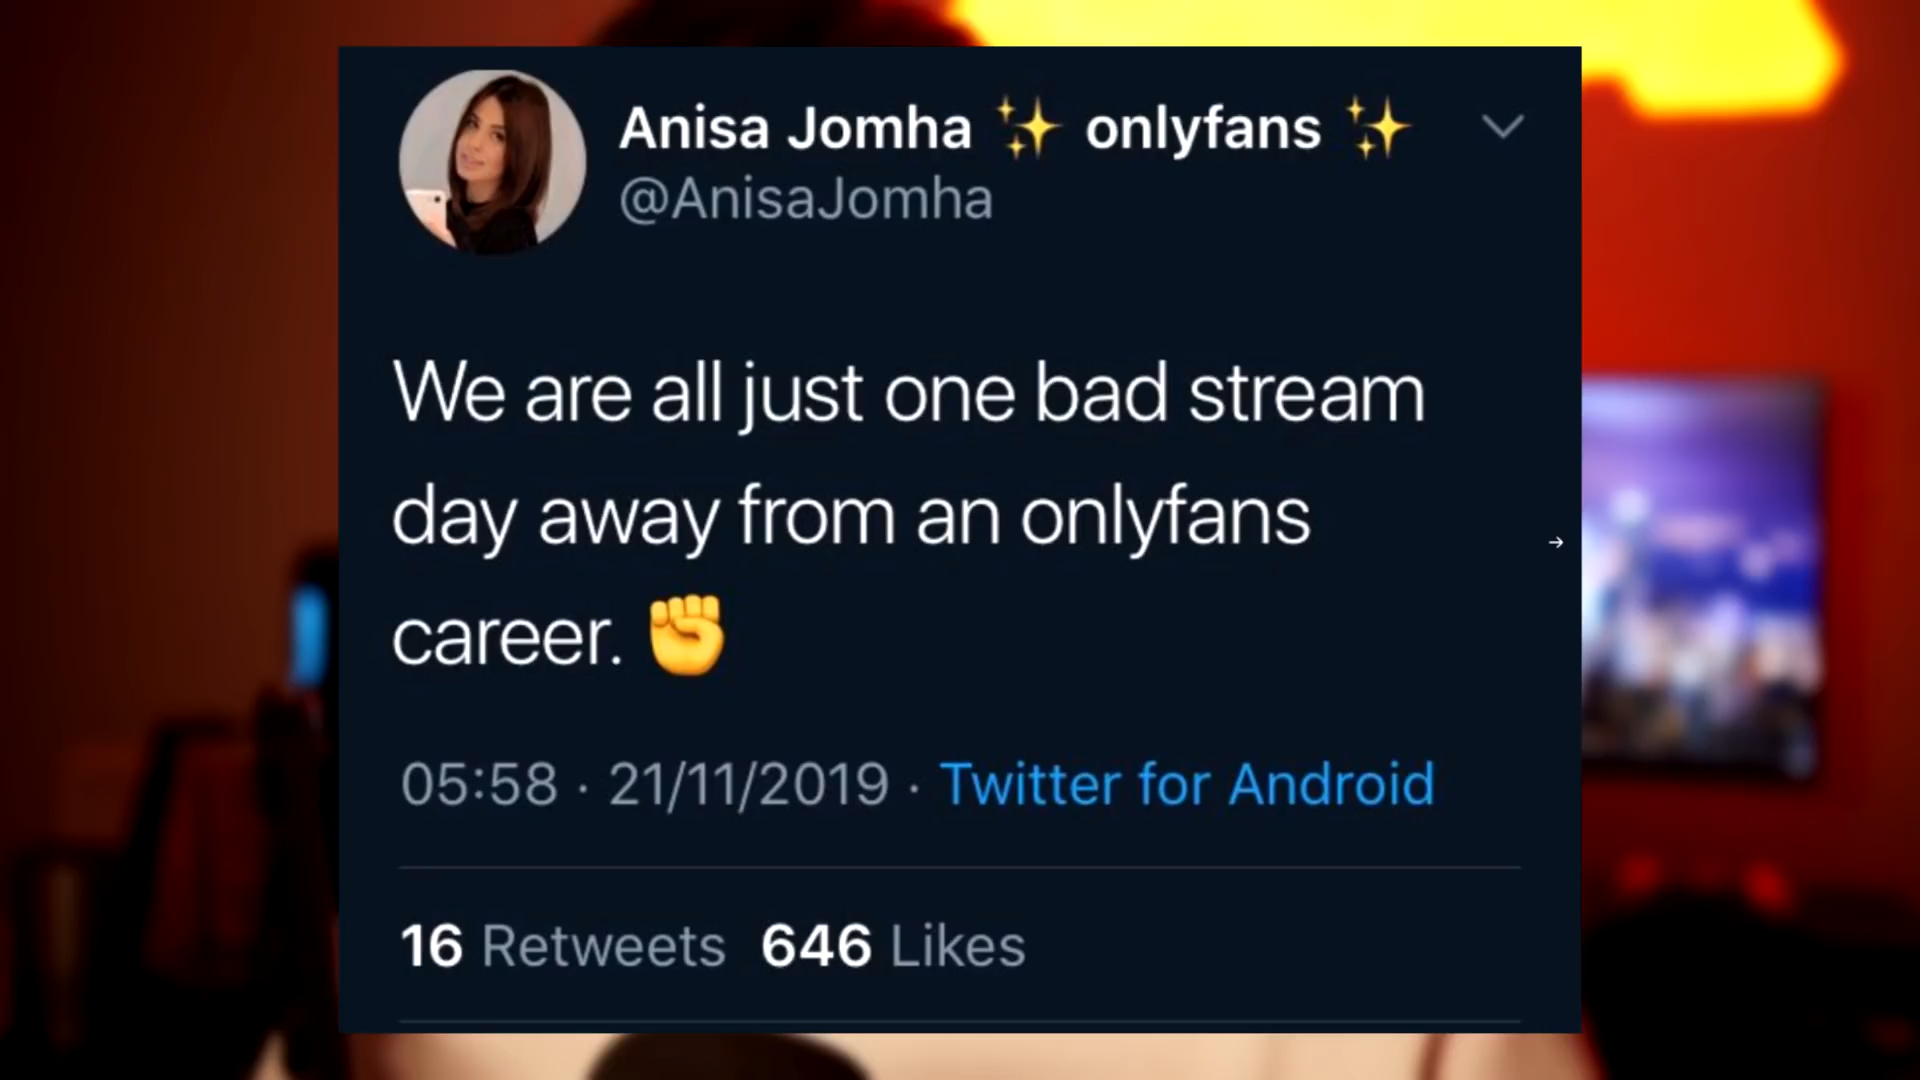 Anisa Jomha ✨ onlyfans ✨
@AnisaJomha
We are all just one bad stream
day away from an onlyfans
career. ✊
05:58 · 21/11/2019 · Twitter for Android
16 Retweets 646 Likes